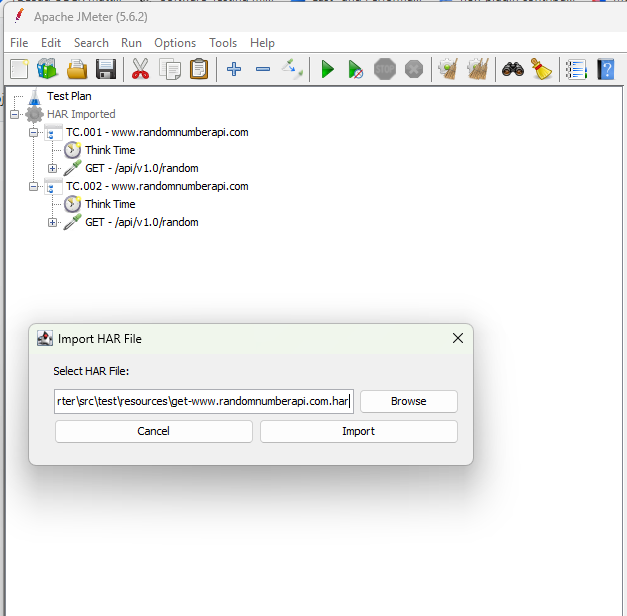 Apache JMeter (5.6.2)
File Edit Search Run Options Tools Help
STOP
Test Plan
HAR Imported
TC.001 - www.randomnumberapi.com
Think Time
GET - /api/v1.0/random
TC.002 - www.randomnumberapi.com
Think Time
GET - /api/v1.0/random
Import HAR File
Select HAR File:
rter\src\test\resources\get-www.randomnumberapi.com.har
Browse
Cancel
Import